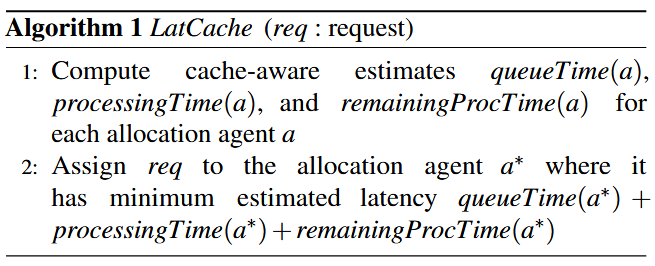 Algorithm 1 LatCache (req : request)
1: Compute cache-aware estimates queueTime(a),
processingTime(a), and remainingProcTime(a) for
each allocation agent a
2: Assign req to the allocation agent a* where it
has minimum estimated latency queueTime(a*) +
processingTime(a*) + remainingProcTime(a*)